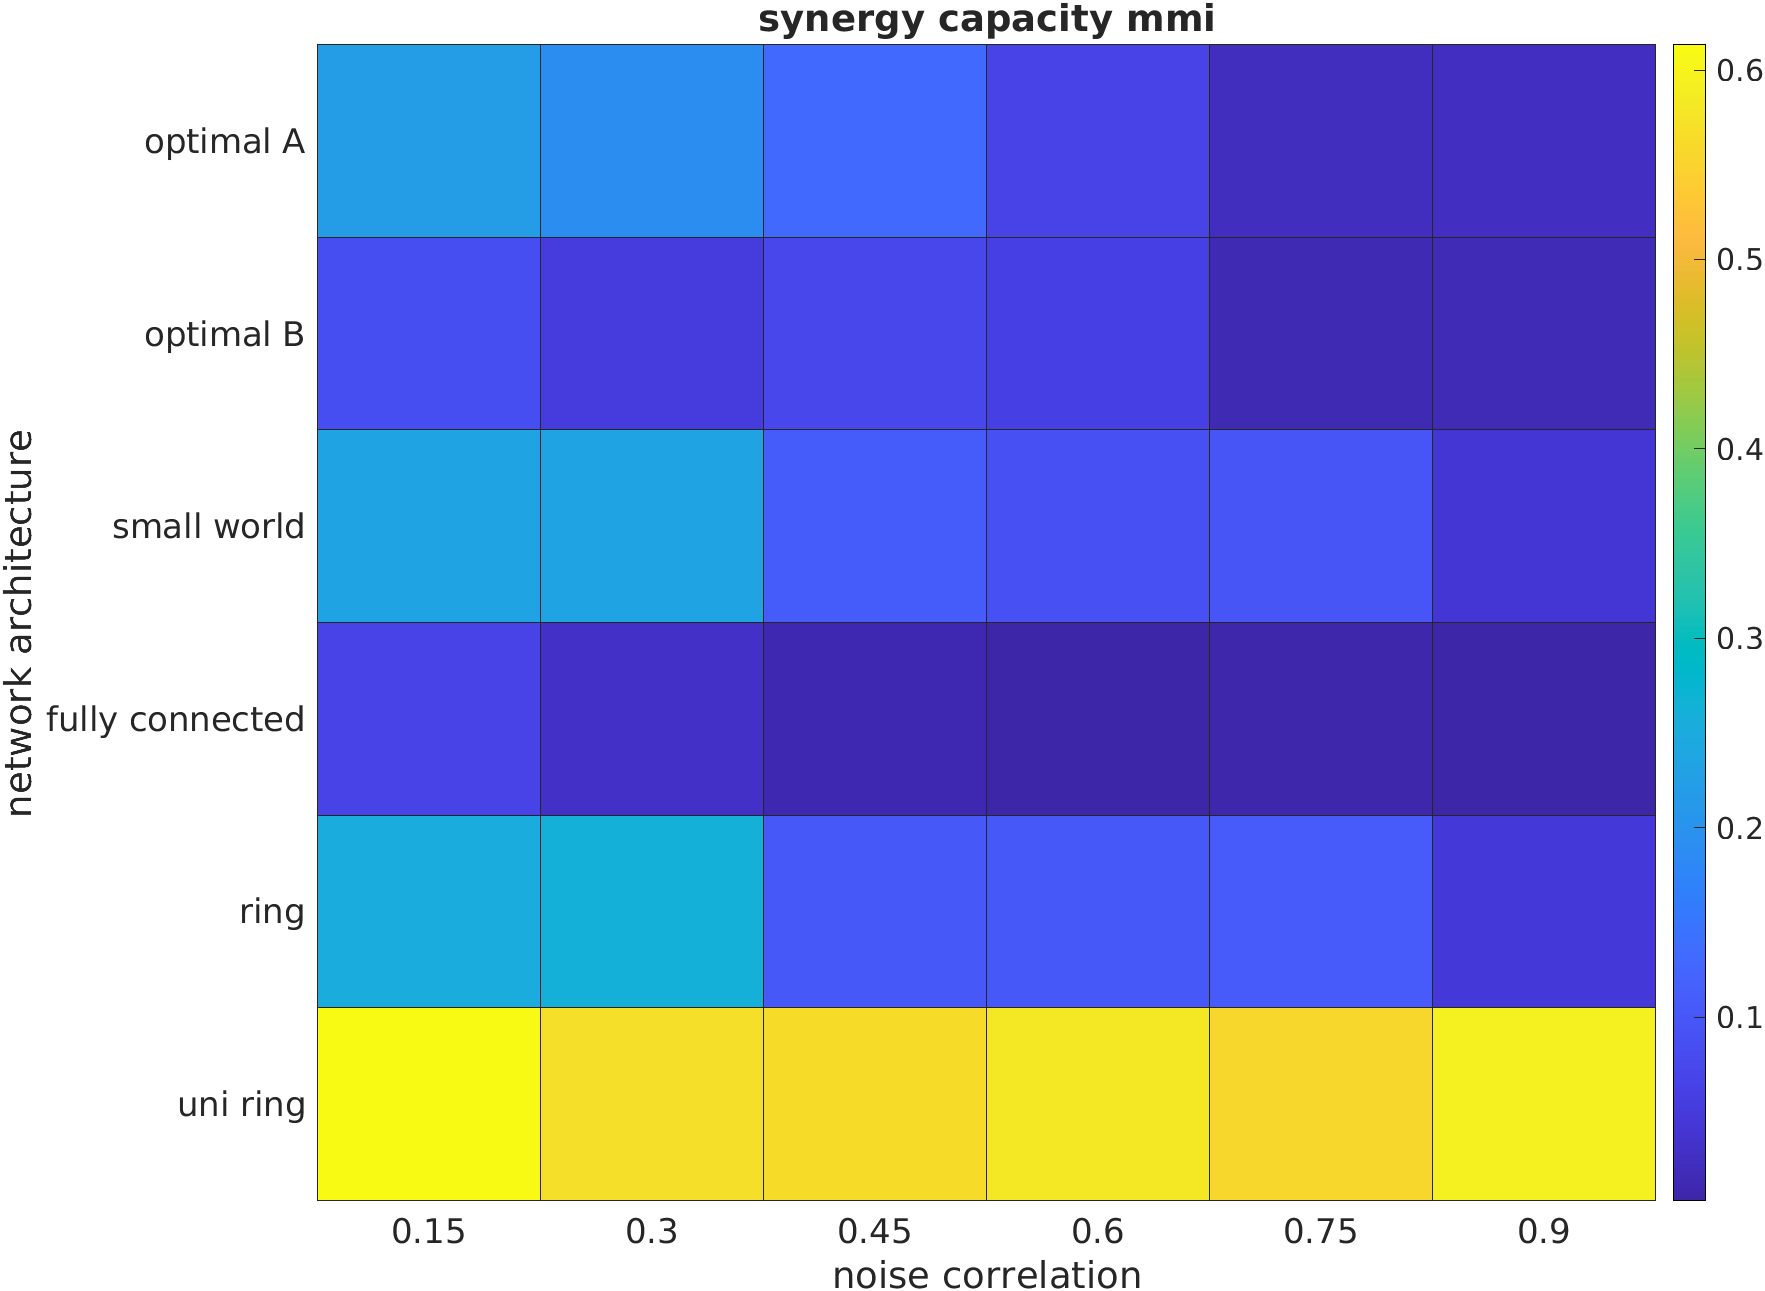 synergy capacity mmi
network architecture
optimal A
optimal B
small world
fully connected
ring
uni ring
0.15 0.3 0.45 0.6 0.75 0.9
noise correlation
0.6
0.5
0.4
0.3
0.2
0.1